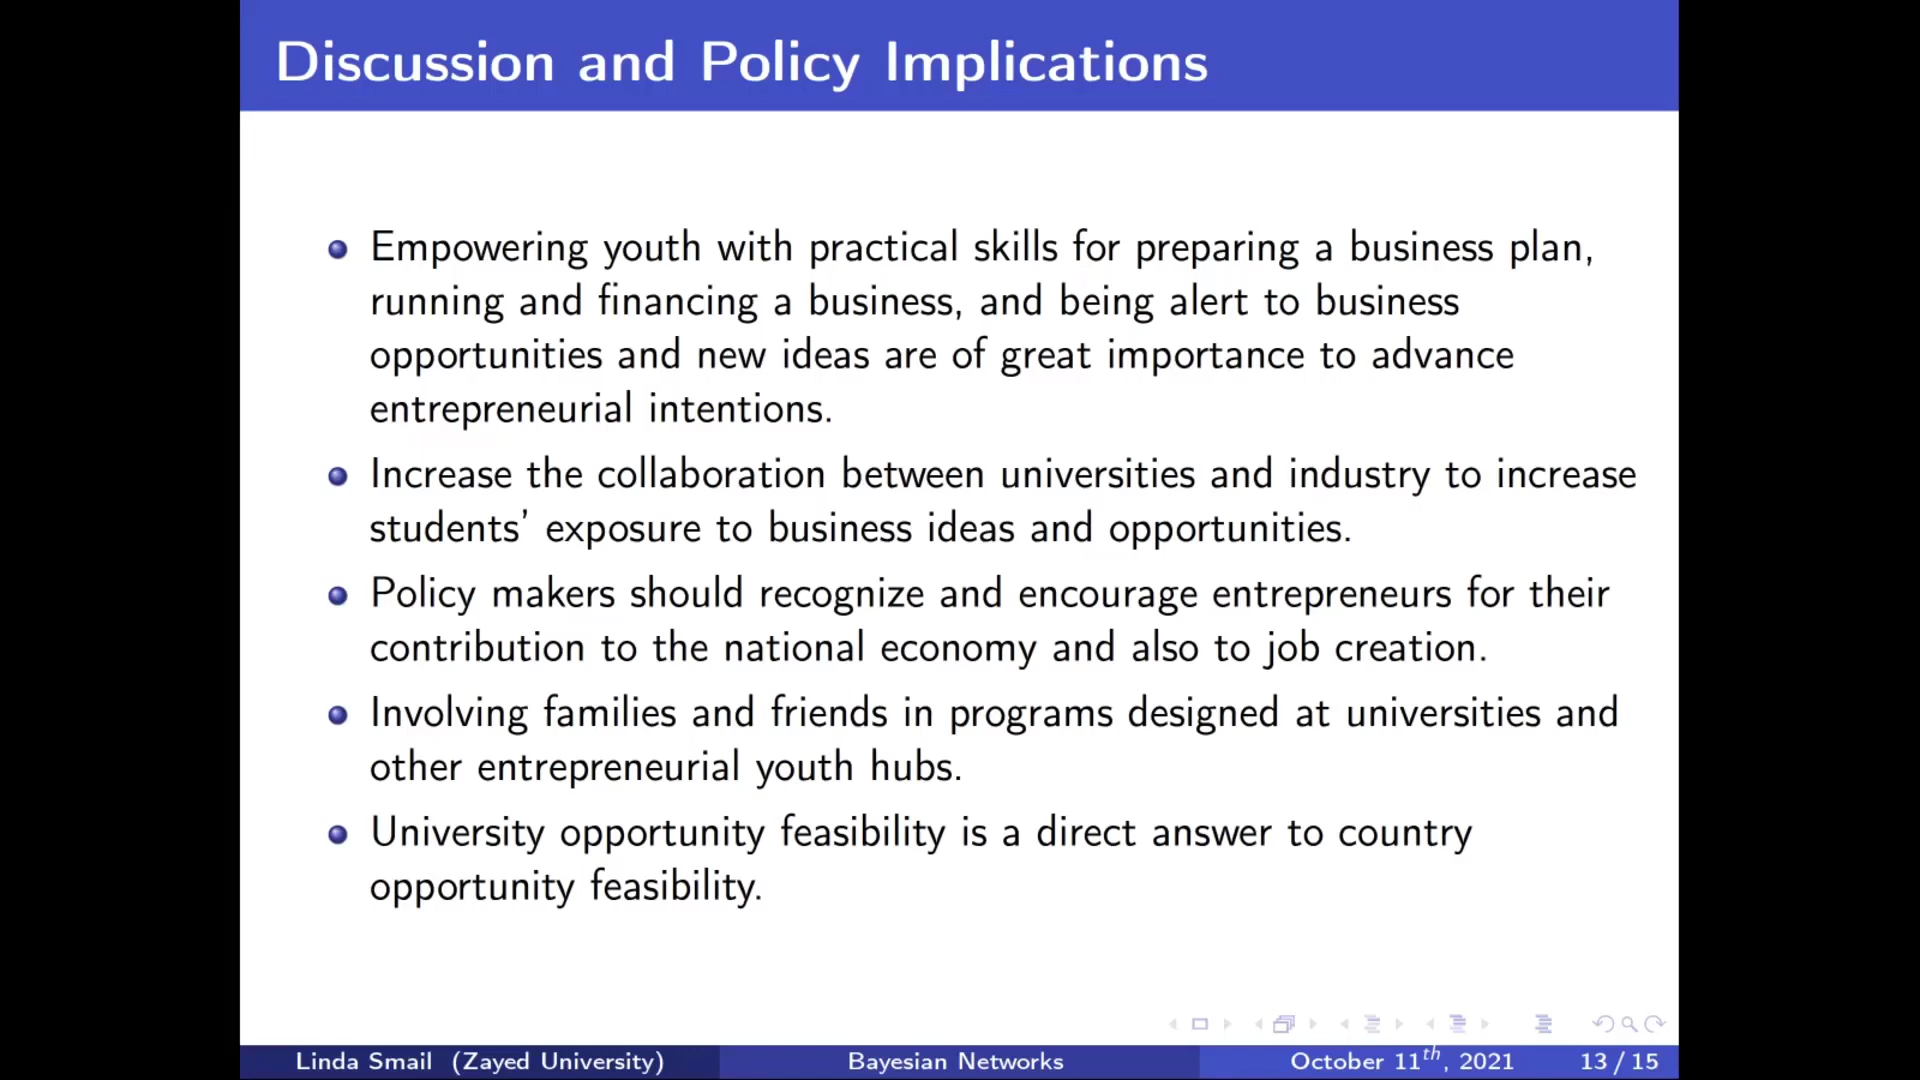 Discussion and Policy Implications
Empowering youth with practical skills for preparing a business plan,
running and financing a business, and being alert to business
opportunities and new ideas are of great importance to advance
entrepreneurial intentions.
Increase the collaboration between universities and industry to increase
students’ exposure to business ideas and opportunities.
Policy makers should recognize and encourage entrepreneurs for their
contribution to the national economy and also to job creation.
Involving families and friends in programs designed at universities and
other entrepreneurial youth hubs.
University opportunity feasibility is a direct answer to country
opportunity feasibility.
Linda Smail (Zayed University) Bayesian Networks October 11th, 2021 13 / 15